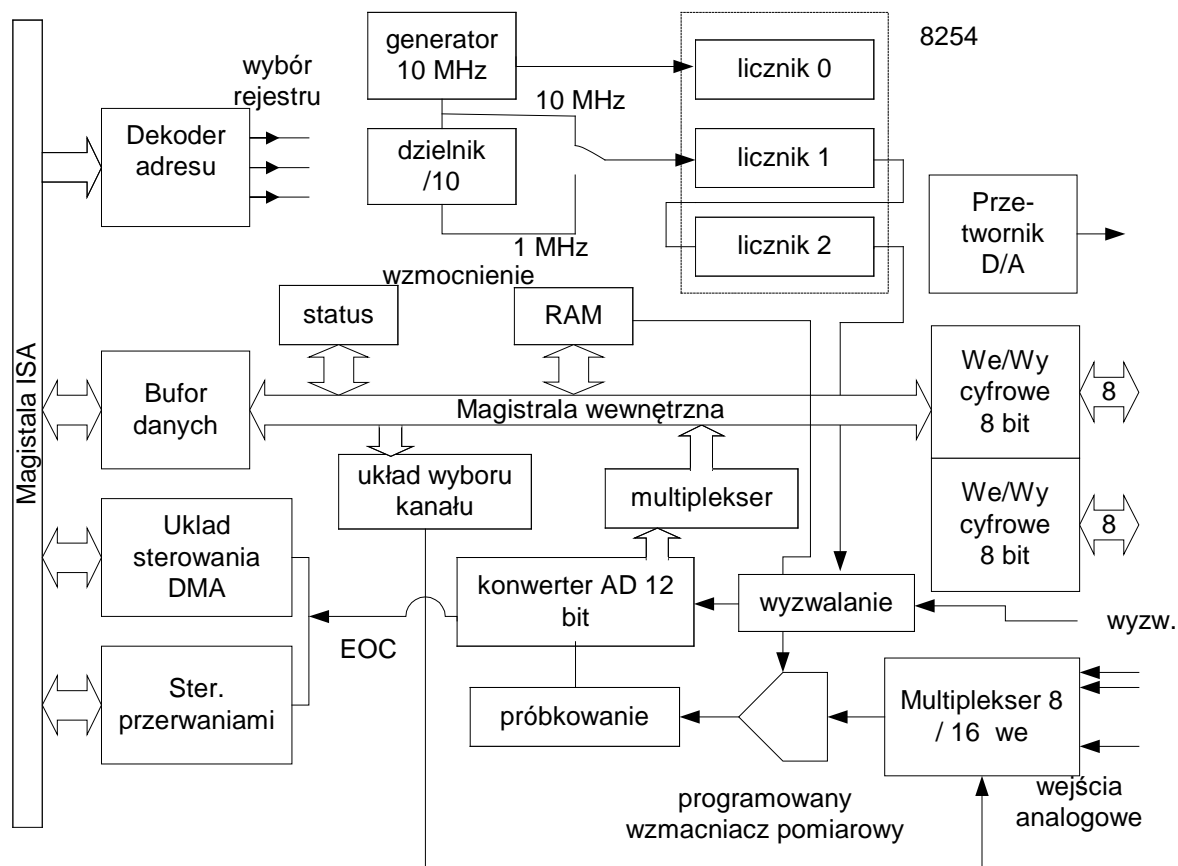 generator
10 MHz
8254
licznik 0
wybór
rejestru
10 MHz
Dekoder
adresu
dzielnik
/10
licznik 1
Prze-
twornik
D/A
1 MHz
licznik 2
wzmocnienie
status
RAM
Magistala ISA
Bufor
danych
Magistrala wewnętrzna
We/Wy
cyfrowe
8 bit
8
układ wyboru
kanału
multiplekser
We/Wy
cyfrowe
8 bit
8
Uklad
sterowania
DMA
konwerter AD 12
bit
wyzwalanie
wyzw.
EOC
Ster.
przerwaniami
próbkowanie
Multiplekser 8
/ 16 we
programowany
wzmacniacz pomiarowy
wejścia
analogowe